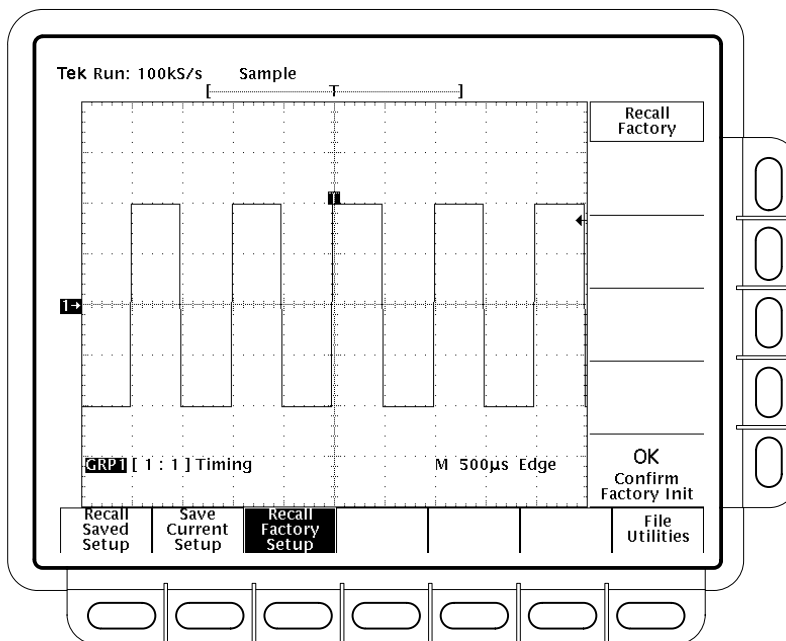 Tek Run: 100kS/s Sample
[ T ]
Recall
Factory
T
1→
GRP1 [ 1 : 1 ] Timing M 500µs Edge
OK
Confirm
Factory Init
Recall
Saved
Setup
Save
Current
Setup
Recall
Factory
Setup
File
Utilities